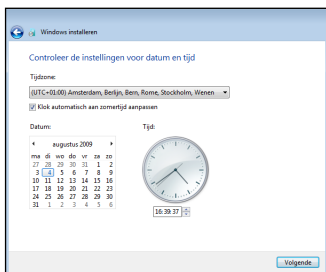 Windows installeren
Controleer de instellingen voor datum en tijd
Tijdzone:
(UTC+01:00) Amsterdam, Berlijn, Bern, Rome, Stockholm, Wenen
Klok automatisch aan zomertijd aanpassen
Datum:
Tijd:
augustus 2009
ma di wo do vr za zo
27 28 29 30 31 1 2
3 4 5 6 7 8 9
10 11 12 13 14 15 16
17 18 19 20 21 22 23
24 25 26 27 28 29 30
31 1 2 3 4 5 6
16:39:37
Volgende